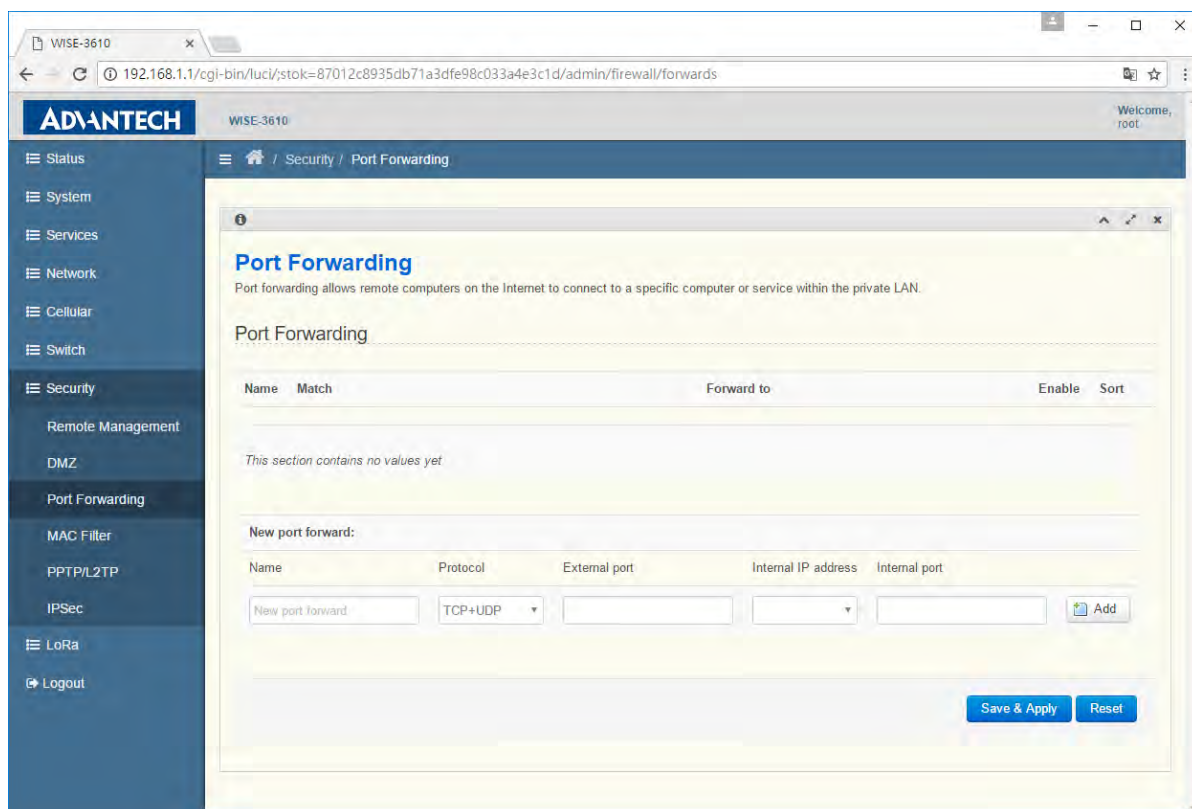 WISE-3610
192.168.1.1/cgi-bin/luci/;stok=87012c8935db71a3dfe98c033a4e3c1d/admin/firewall/forwards
ADVANTECH
WISE-3610
Welcome,
root
Status
System
Services
Network
Cellular
Switch
Security
Remote Management
DMZ
Port Forwarding
MAC Filter
PPTP/L2TP
IPSec
LoRa
Logout
/ Security / Port Forwarding
Port Forwarding
Port forwarding allows remote computers on the Internet to connect to a specific computer or service within the private LAN.
Port Forwarding
Name Match Forward to Enable Sort
This section contains no values yet
New port forward:
Name Protocol External port Internal IP address Internal port
New port forward TCP+UDP Add
Save & Apply Reset